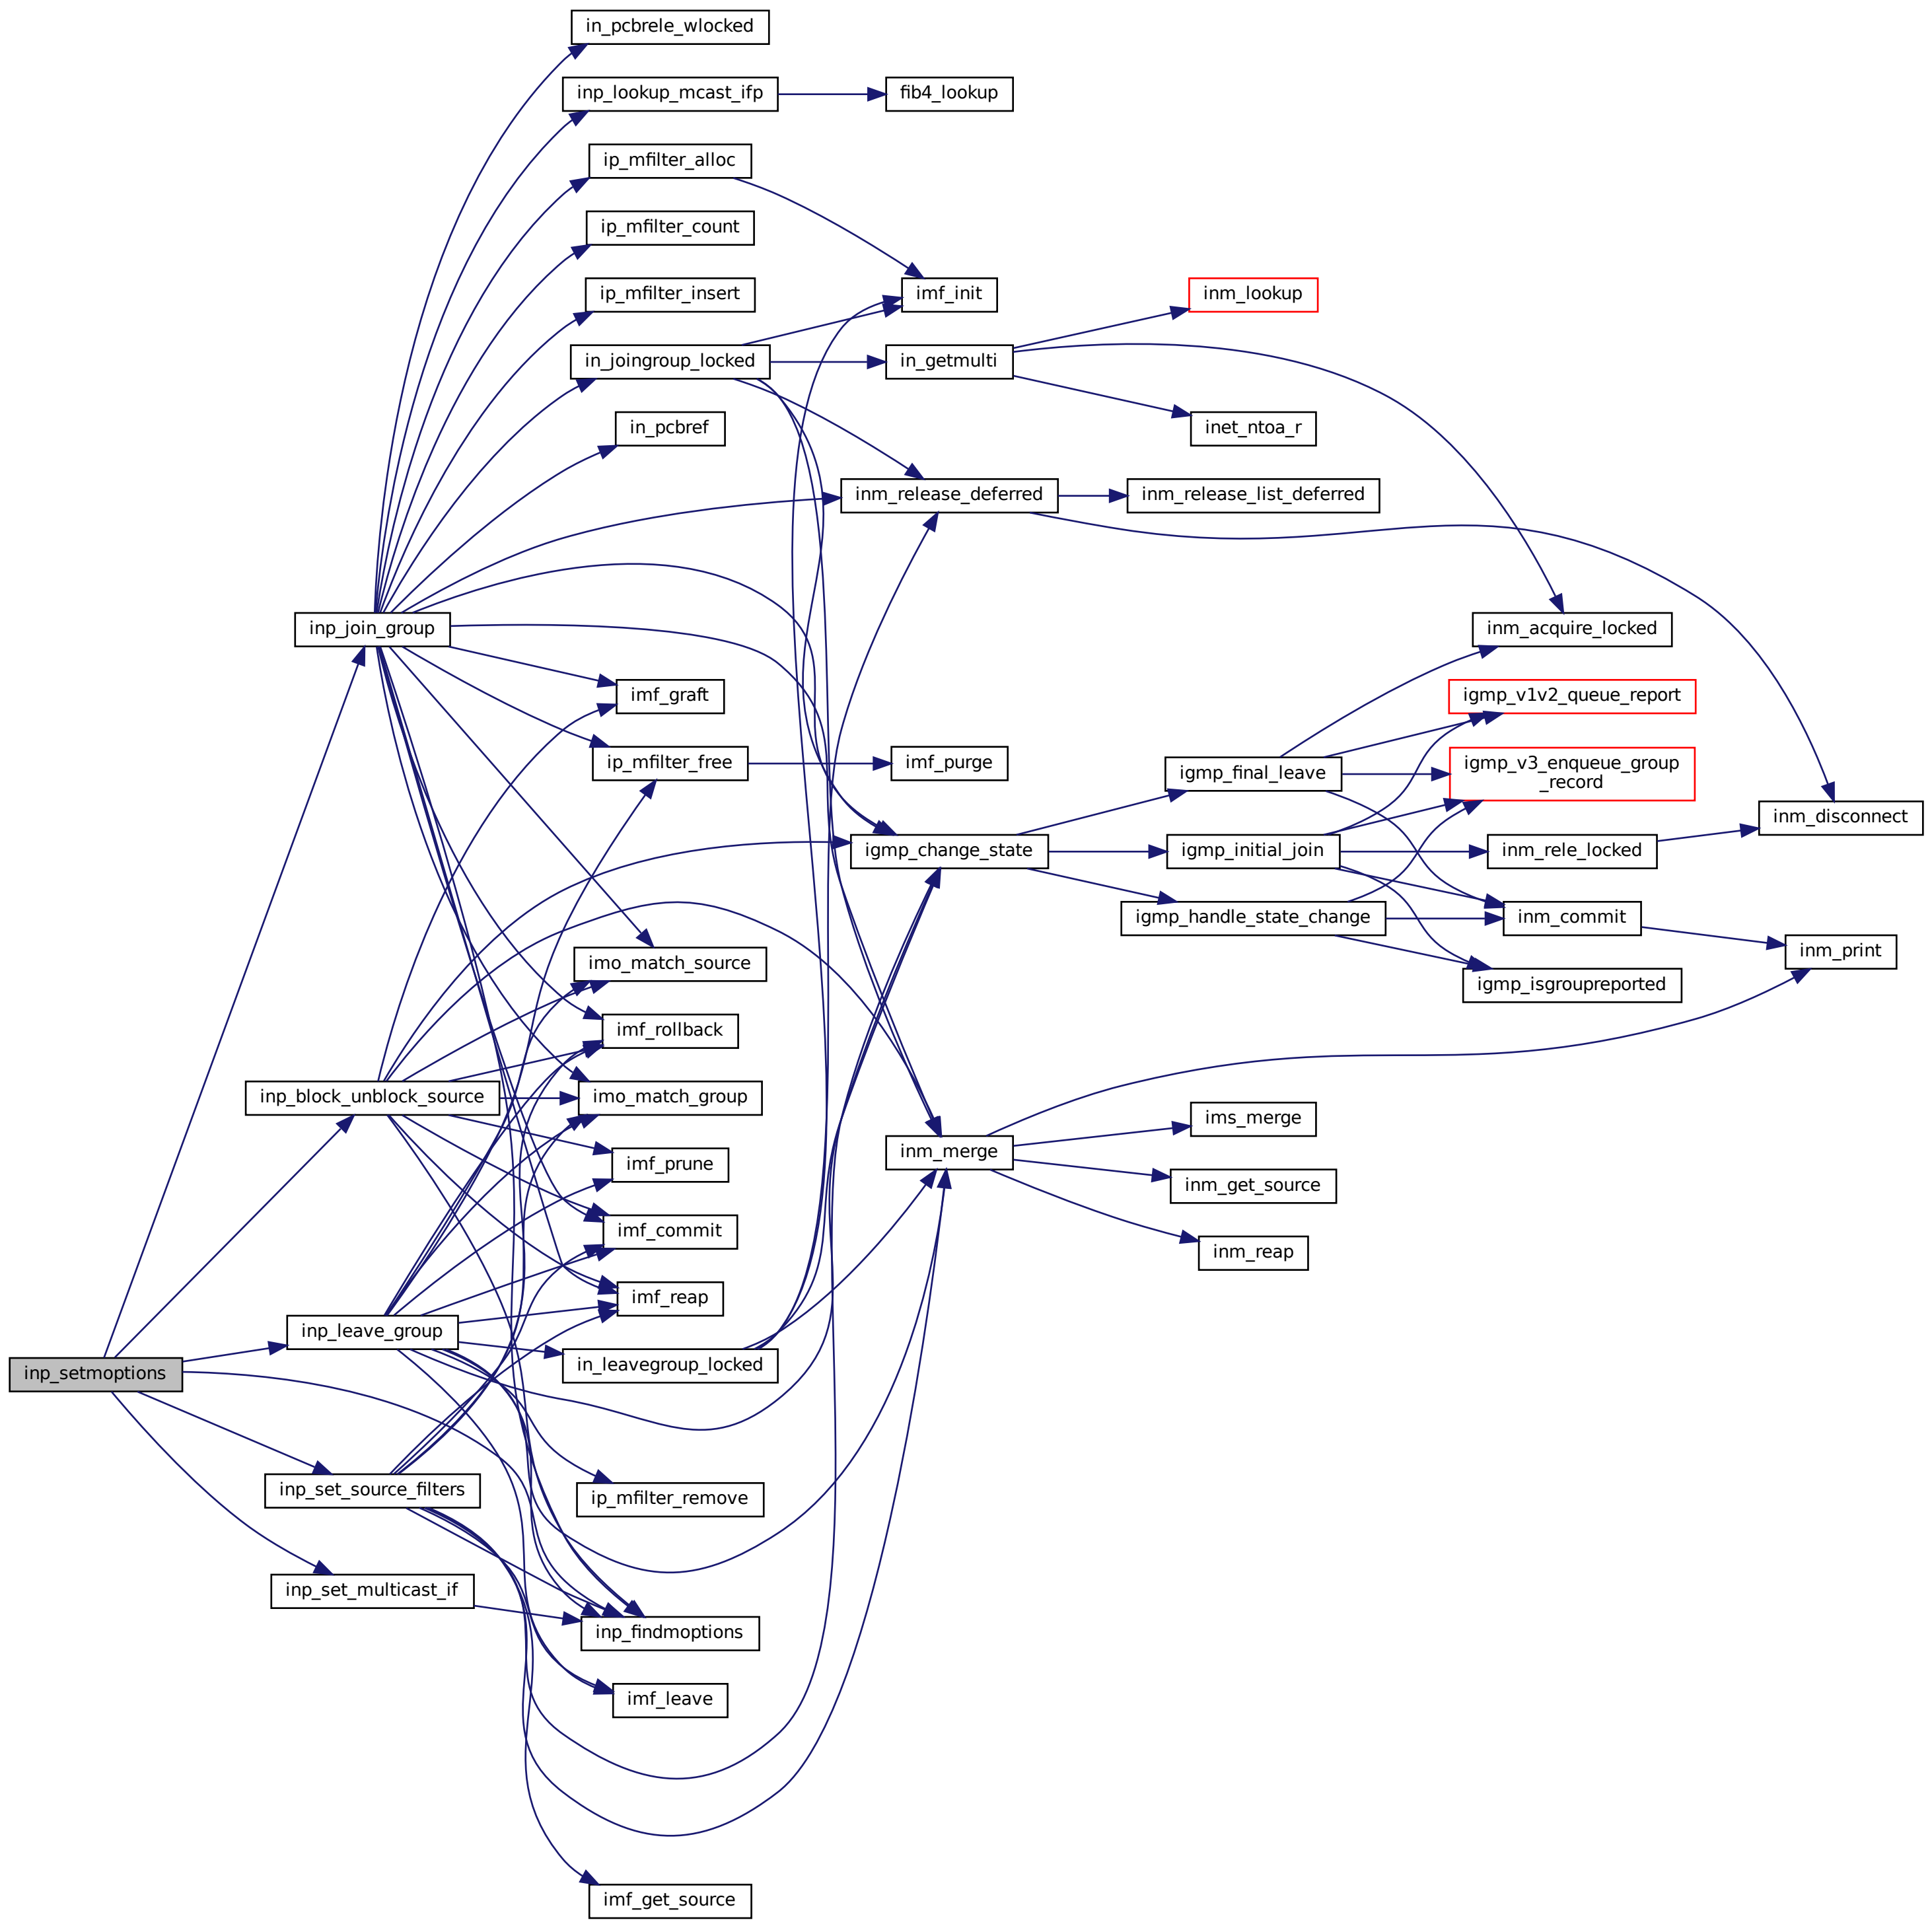 in_pcbrele_wlocked
inp_lookup_mcast_ifp
fib4_lookup
ip_mfilter_alloc
ip_mfilter_count
ip_mfilter_insert
imf_init
inm_lookup
in_joingroup_locked
in_getmulti
in_pcbref
inet_ntoa_r
inm_release_deferred
inm_release_list_deferred
inp_join_group
inm_acquire_locked
imf_graft
igmp_v1v2_queue_report
ip_mfilter_free
imf_purge
igmp_final_leave
igmp_v3_enqueue_group
_record
inm_disconnect
igmp_change_state
igmp_initial_join
inm_rele_locked
igmp_handle_state_change
inm_commit
inm_print
imo_match_source
igmp_isgroupreported
imf_rollback
inp_block_unblock_source
imo_match_group
ims_merge
inm_merge
imf_prune
inm_get_source
imf_commit
inm_reap
imf_reap
inp_leave_group
in_leavegroup_locked
inp_setmoptions
inp_set_source_filters
ip_mfilter_remove
inp_set_multicast_if
inp_findmoptions
imf_leave
imf_get_source